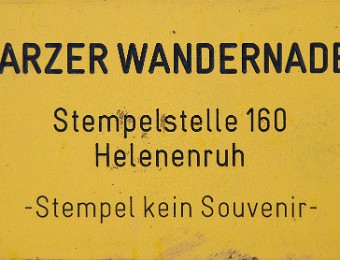 ARZER WANDERNADE
Stempelstelle 160
Helenenruh
-Stempel kein Souvenir-